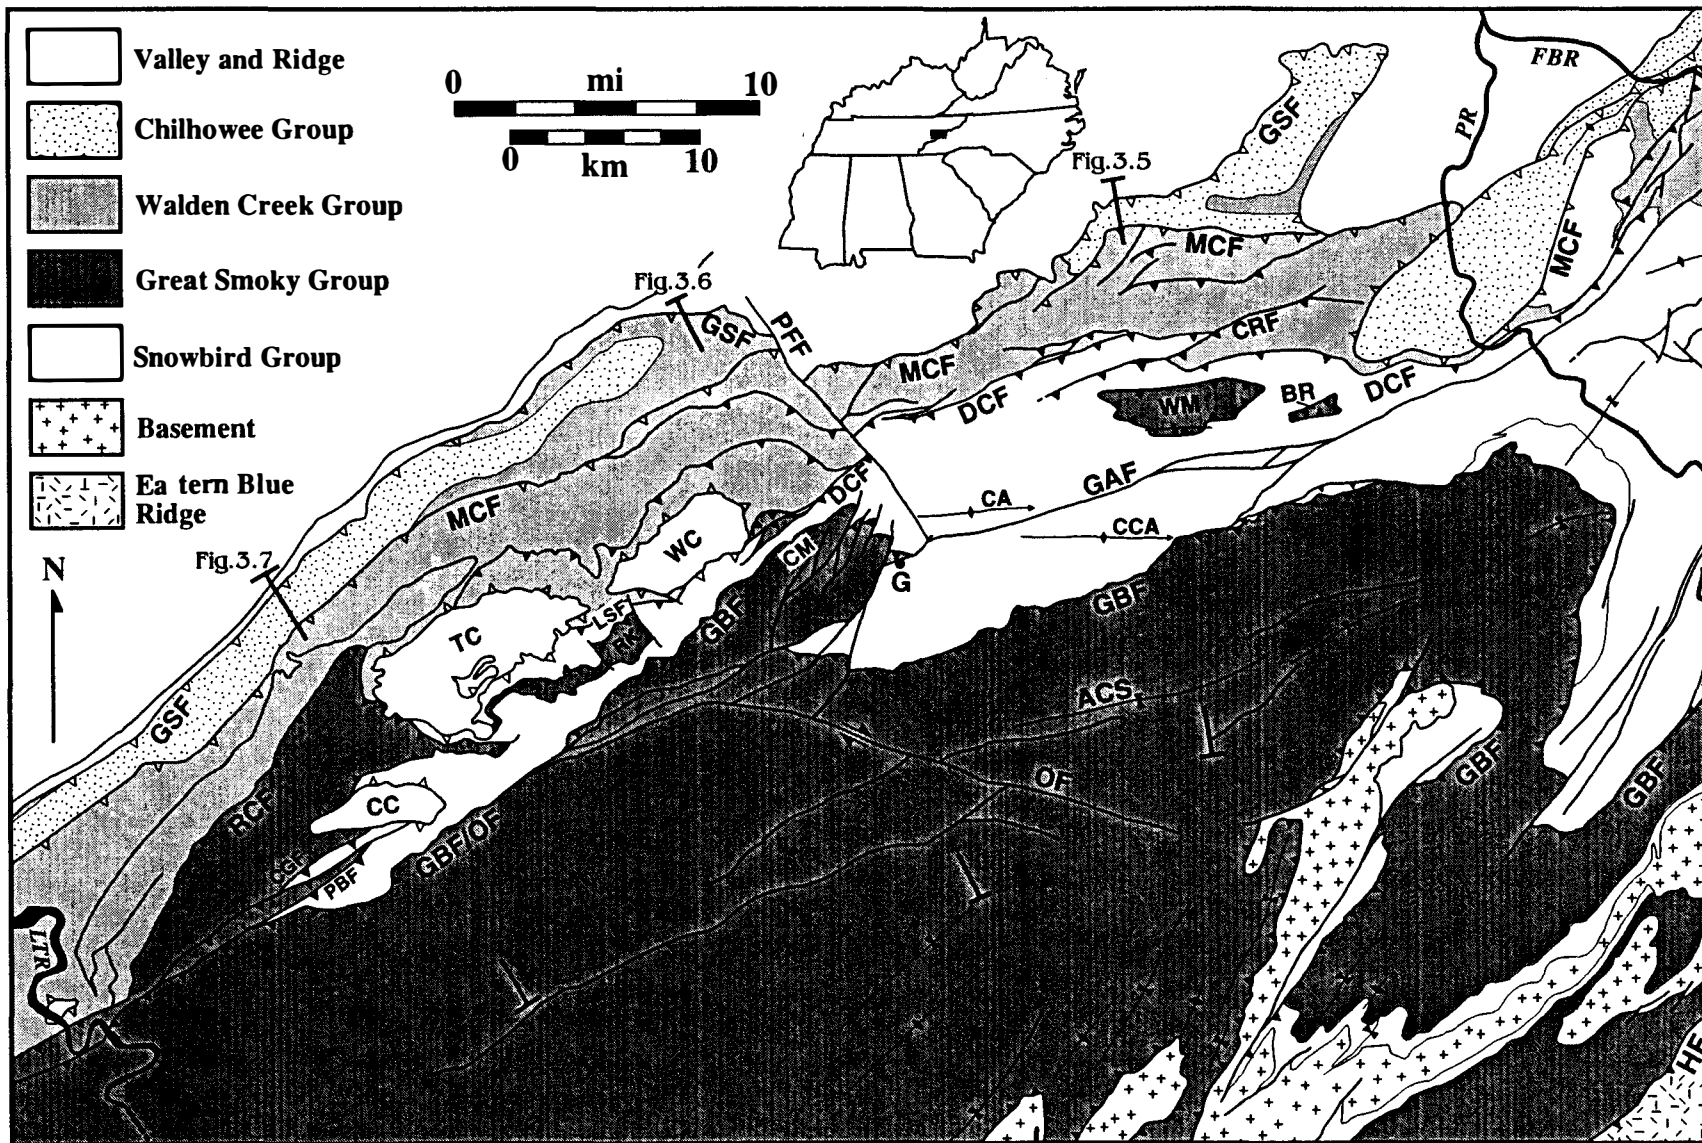 Valley and Ridge
Chilhowee Group
Walden Creek Group
Great Smoky Group
Snowbird Group
Basement
Ea tern Blue
Ridge
N
0 mi 10
0 km 10
Fig.3.5
Fig.3.6
Fig.3.7
GSF
FBR
PR
MCF
MCF
GSF
PFF
MCF
CRF
DCF
DCF
WM
BR
GAF
CA
CCA
MCF
DCF
WC
CM
G
GBF
GBF
LSF
RK
TC
GSF
ACS
OF
GBF
GBF
RCF
CC
GBF/OF
PBF
LTR
HF